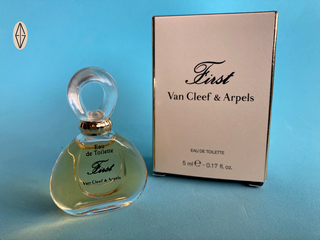 Eau
de Toilette
First
Van Cleef & Arpels
First
Van Cleef & Arpels
EAU DE TOILETTE
5 ml ℮ - 0.17 fl. oz.